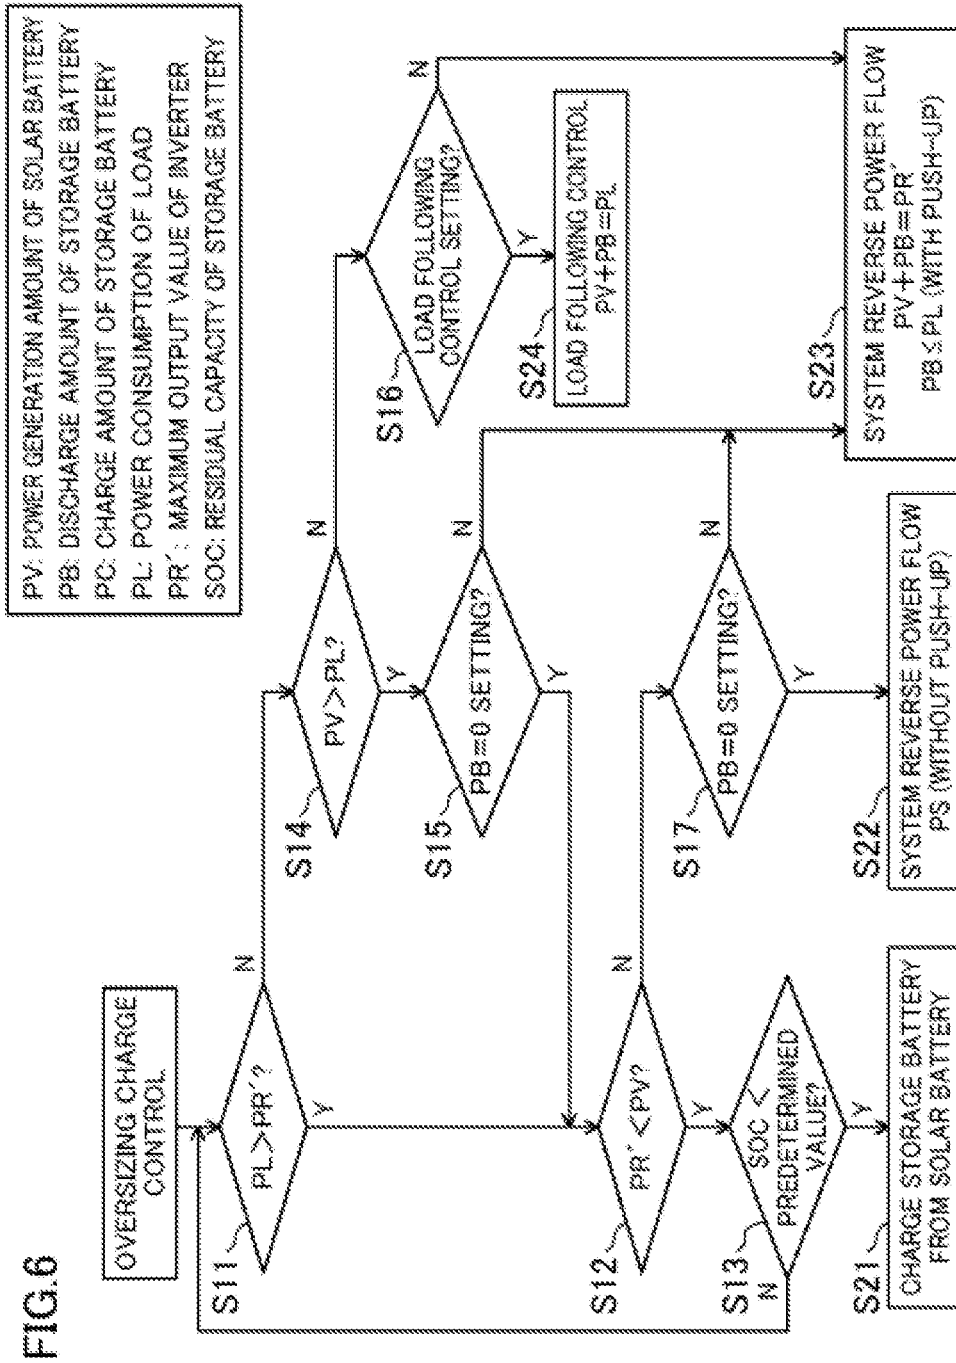 FIG.6
OVERSIZING CHARGE
CONTROL
PV: POWER GENERATION AMOUNT OF SOLAR BATTERY
PB: DISCHARGE AMOUNT OF STORAGE BATTERY
PC: CHARGE AMOUNT OF STORAGE BATTERY
PL: POWER CONSUMPTION OF LOAD
PR´: MAXIMUM OUTPUT VALUE OF INVERTER
SOC: RESIDUAL CAPACITY OF STORAGE BATTERY
S11
PL>PR´?
N
Y
S14
PV>PL?
N
Y
S16
LOAD FOLLOWING
CONTROL SETTING?
N
Y
S15
PB=0 SETTING?
N
Y
S24
LOAD FOLLOWING CONTROL
PV+PB=PL
S12
PR´<PV?
N
Y
S17
PB=0 SETTING?
N
Y
S13
SOC <
PREDETERMINED
VALUE?
N
Y
S21
CHARGE STORAGE BATTERY
FROM SOLAR BATTERY
S22
SYSTEM REVERSE POWER FLOW
PS (WITHOUT PUSH-UP)
S23
SYSTEM REVERSE POWER FLOW
PV+PB=PR´
PB≤PL (WITH PUSH-UP)